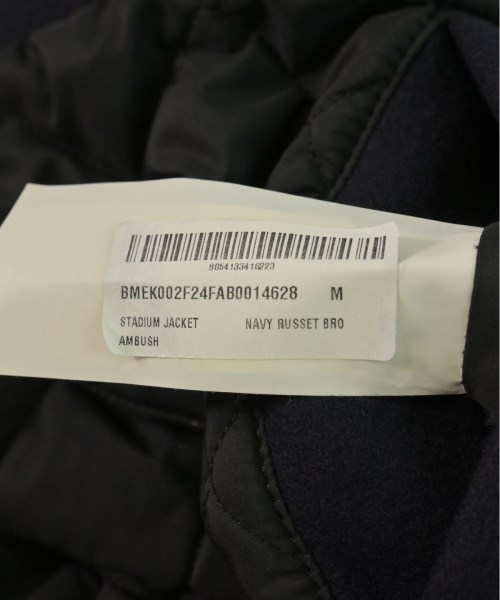 8054133416223
BMEK002F24FAB0014628 M
STADIUM JACKET NAVY RUSSET BRO
AMBUSH